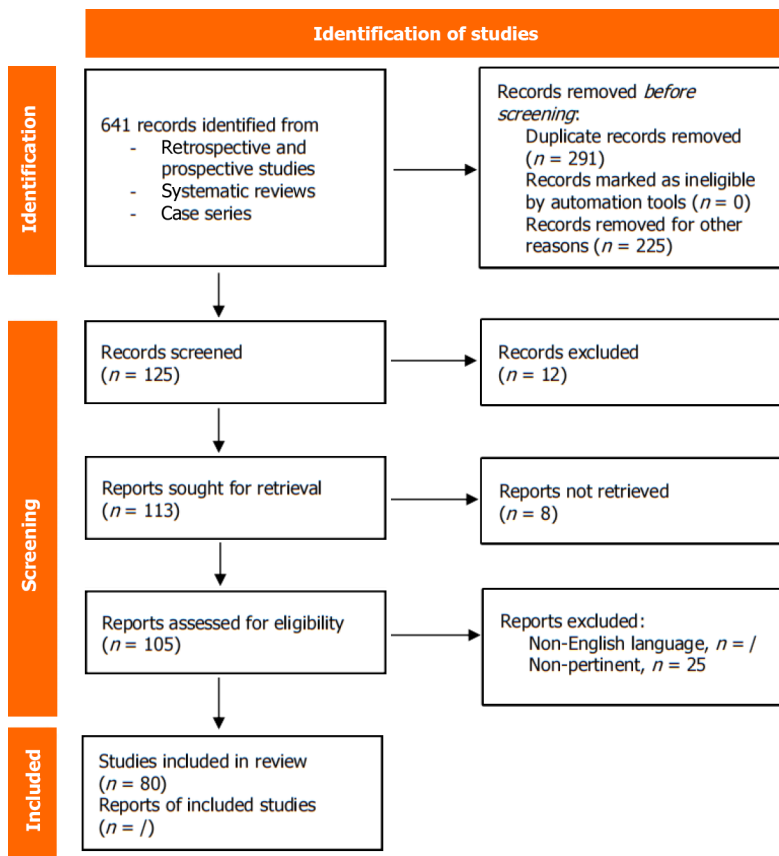 Identification of studies
Identification
641 records identified from
- Retrospective and
prospective studies
- Systematic reviews
- Case series
Records removed before
screening:
Duplicate records removed
(n = 291)
Records marked as ineligible
by automation tools (n = 0)
Records removed for other
reasons (n = 225)
Screening
Records screened
(n = 125)
Records excluded
(n = 12)
Reports sought for retrieval
(n = 113)
Reports not retrieved
(n = 8)
Reports assessed for eligibility
(n = 105)
Reports excluded:
Non-English language, n = /
Non-pertinent, n = 25
Included
Studies included in review
(n = 80)
Reports of included studies
(n = /)